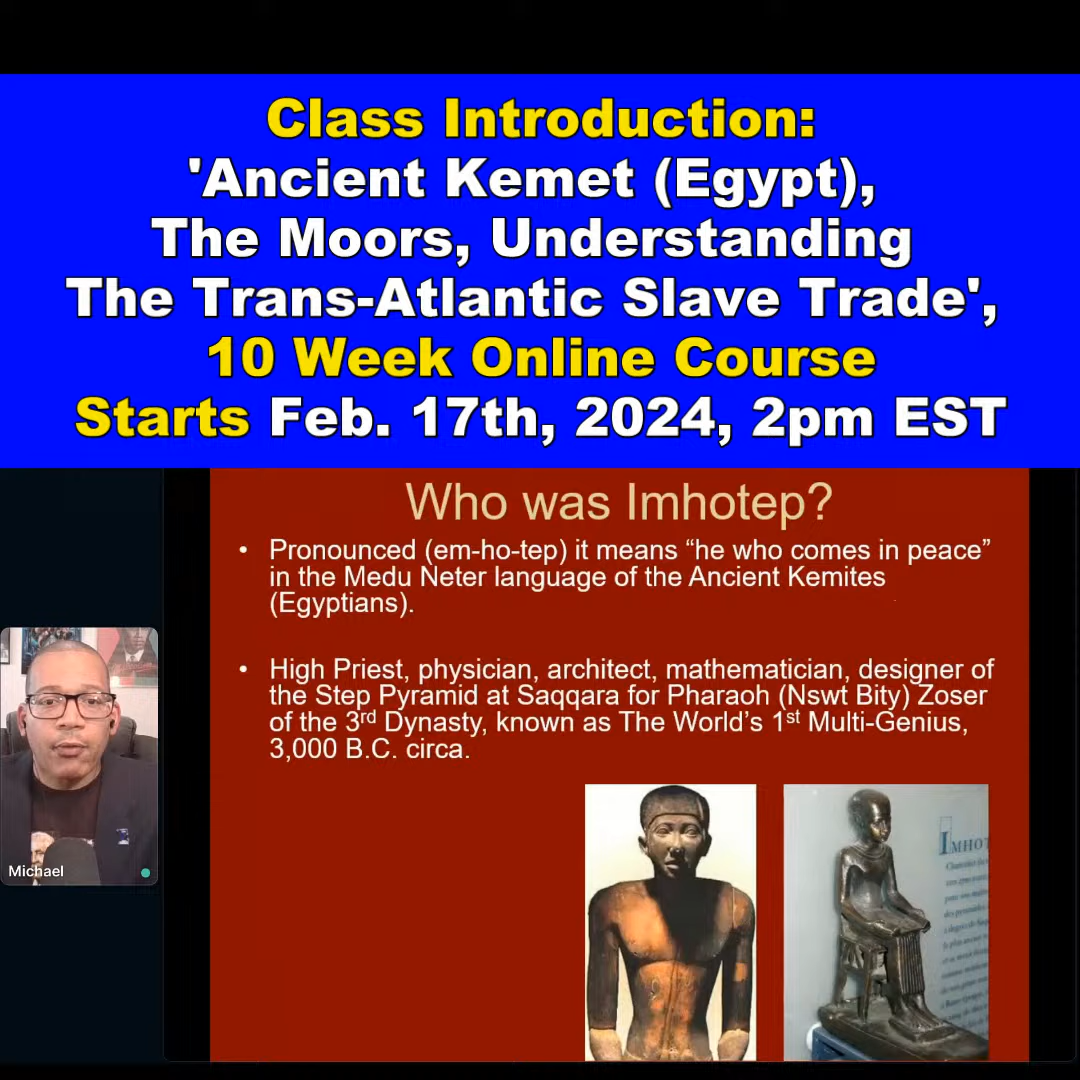 Class Introduction:
'Ancient Kemet (Egypt),
The Moors, Understanding
The Trans-Atlantic Slave Trade',
10 Week Online Course
Starts Feb. 17th, 2024, 2pm EST
Who was Imhotep?
• Pronounced (em-ho-tep) it means “he who comes in peace”
in the Medu Neter language of the Ancient Kemites
(Egyptians).
• High Priest, physician, architect, mathematician, designer of
the Step Pyramid at Saqqara for Pharaoh (Nswt Bity) Zoser
of the 3rd Dynasty, known as The World’s 1st Multi-Genius,
3,000 B.C. circa.
Michael